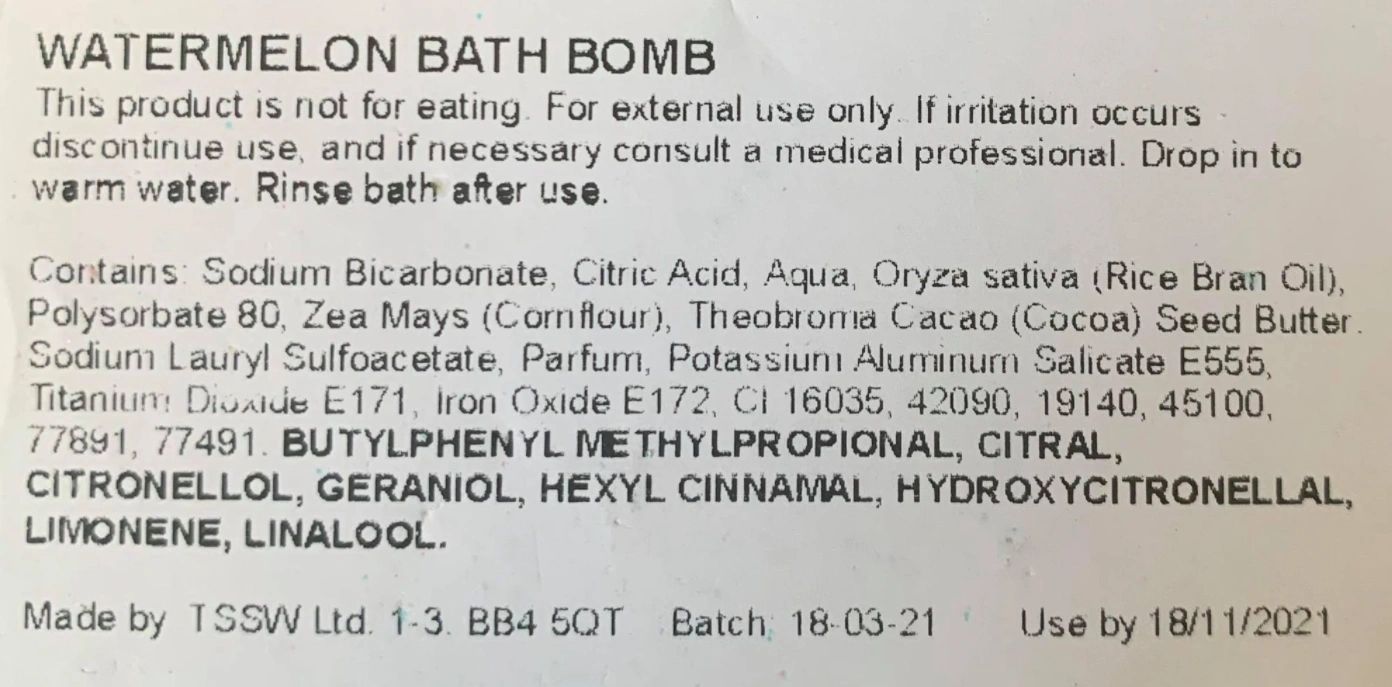 WATERMELON BATH BOMB
This product is not for eating. For external use only. If irritation occurs
discontinue use, and if necessary consult a medical professional. Drop in to
warm water. Rinse bath after use.
Contains: Sodium Bicarbonate, Citric Acid, Aqua, Oryza sativa (Rice Bran Oil),
Polysorbate 80, Zea Mays (Cornflour), Theobroma Cacao (Cocoa) Seed Butter.
Sodium Lauryl Sulfoacetate, Parfum, Potassium Aluminum Salicate E555,
Titanium Dioxide E171, Iron Oxide E172, CI 16035, 42090, 19140, 45100,
77891, 77491. BUTYLPHENYL METHYLPROPIONAL, CITRAL,
CITRONELLOL, GERANIOL, HEXYL CINNAMAL, HYDROXYCITRONELLAL,
LIMONENE, LINALOOL.
Made by TSSW Ltd. 1-3. BB4 5QT Batch: 18-03-21 Use by 18/11/2021